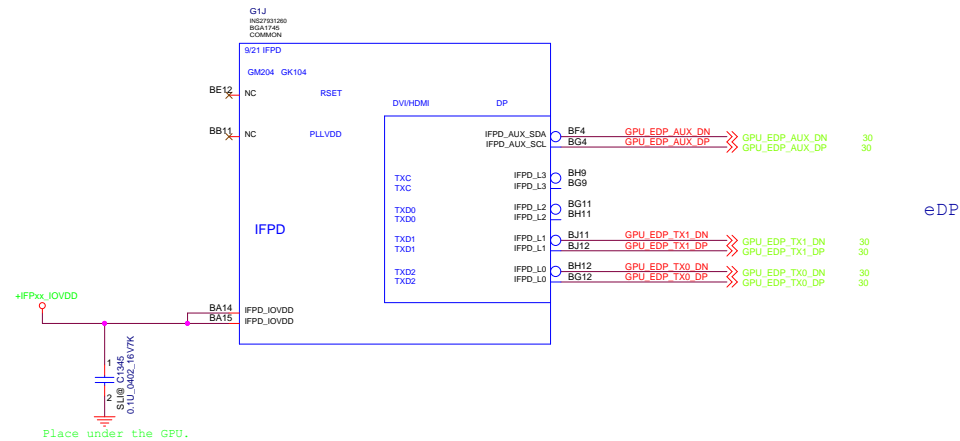 G1J
INS27931260
BGA1745
COMMON
9/21 IFPD
GM204 GK104
BE12 NC RSET
DVI/HDMI DP
BB11 NC PLLVDD
IFPD_AUX_SDA BF4 GPU_EDP_AUX_DN GPU_EDP_AUX_DN 30
IFPD_AUX_SCL BG4 GPU_EDP_AUX_DP GPU_EDP_AUX_DP 30
TXC IFPD_L3 BH9
TXC IFPD_L3 BG9
TXD0 IFPD_L2 BG11
TXD0 IFPD_L2 BH11
eDP
IFPD
TXD1 IFPD_L1 BJ11 GPU_EDP_TX1_DN GPU_EDP_TX1_DN 30
TXD1 IFPD_L1 BJ12 GPU_EDP_TX1_DP GPU_EDP_TX1_DP 30
TXD2 IFPD_L0 BH12 GPU_EDP_TX0_DN GPU_EDP_TX0_DN 30
TXD2 IFPD_L0 BG12 GPU_EDP_TX0_DP GPU_EDP_TX0_DP 30
+IFPxx_IOVDD
BA14 IFPD_IOVDD
BA15 IFPD_IOVDD
1
2
SLI@ C1345
0.1U_0402_16V7K
Place under the GPU.